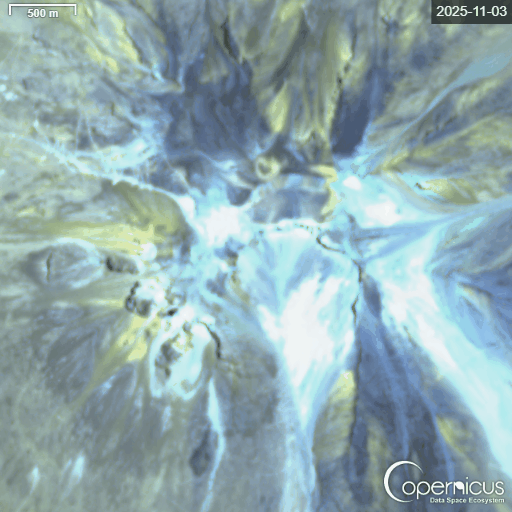 500 m
2025-11-03
Copernicus
Data Space Ecosystem